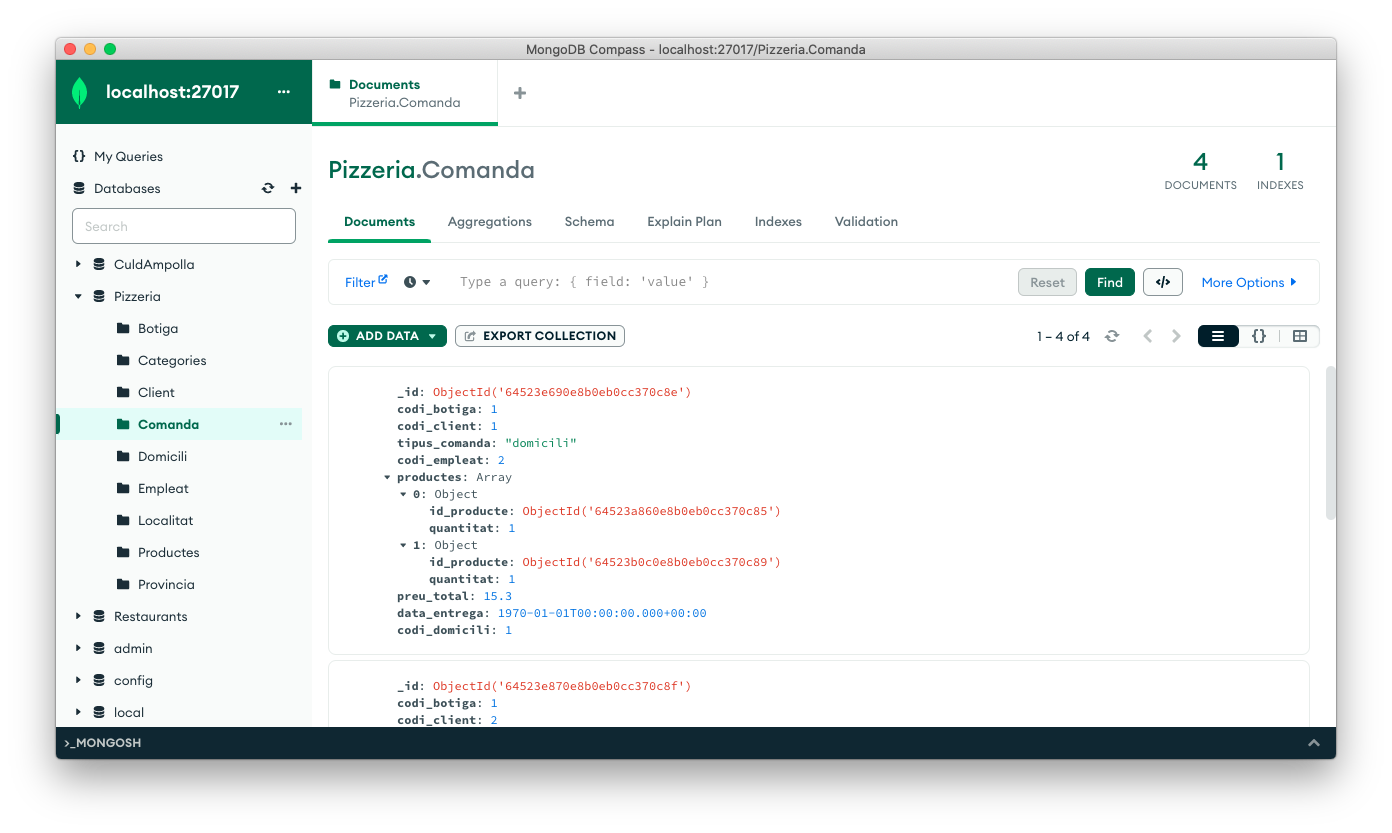 MongoDB Compass - localhost:27017/Pizzeria.Comanda
localhost:27017
Documents
Pizzeria.Comanda
{} My Queries
Databases
Search
CuldAmpolla
Pizzeria
Botiga
Categories
Client
Comanda
Domicili
Empleat
Localitat
Productes
Provincia
Restaurants
admin
config
local
Pizzeria.Comanda
4
DOCUMENTS
1
INDEXES
Documents Aggregations Schema Explain Plan Indexes Validation
Filter Type a query: { field: 'value' } Reset Find </> More Options
ADD DATA EXPORT COLLECTION 1 – 4 of 4 {}
_id: ObjectId('64523e690e8b0eb0cc370c8e')
codi_botiga: 1
codi_client: 1
tipus_comanda: "domicili"
codi_empleat: 2
productes: Array
0: Object
id_producte: ObjectId('64523a860e8b0eb0cc370c85')
quantitat: 1
1: Object
id_producte: ObjectId('64523b0c0e8b0eb0cc370c89')
quantitat: 1
preu_total: 15.3
data_entrega: 1970-01-01T00:00:00.000+00:00
codi_domicili: 1
_id: ObjectId('64523e870e8b0eb0cc370c8f')
codi_botiga: 1
codi_client: 2
>_MONGOSH